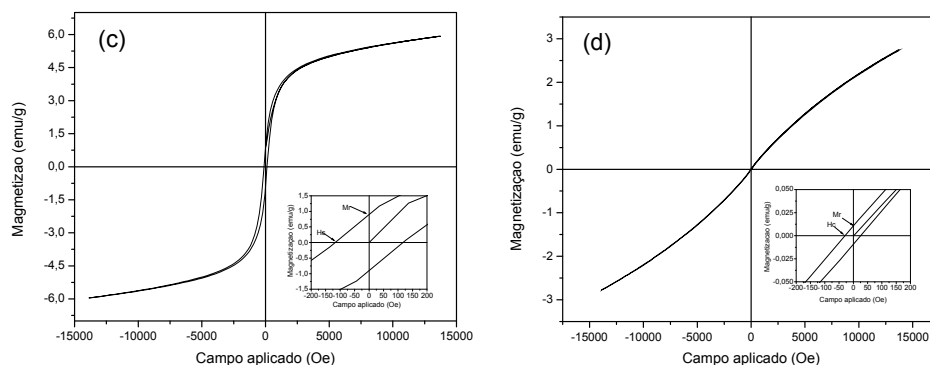 (c)
6,0
4,5
3,0
1,5
0,0
-1,5
-3,0
-4,5
-6,0
Magmetizao (emu/g)
-15000 -10000 -5000 0 5000 10000 15000
Campo aplicado (Oe)
1,5
1,0
0,5
0,0
-0,5
-1,0
-1,5
Magnetizaçao (emu/g)
Mr
Hc
-200 -150 -100 -50 0 50 100 150 200
Campo aplicado (Oe)
(d)
3
2
1
0
-1
-2
-3
Magnetizaçao (emu/g)
-15000 -10000 -5000 0 5000 10000 15000
Campo aplicado (Oe)
0,050
0,025
0,000
-0,025
-0,050
Magnetizaçao (emu/g)
Mr
Hc
-200 -150 -100 -50 0 50 100 150 200
Campo aplicado (Oe)